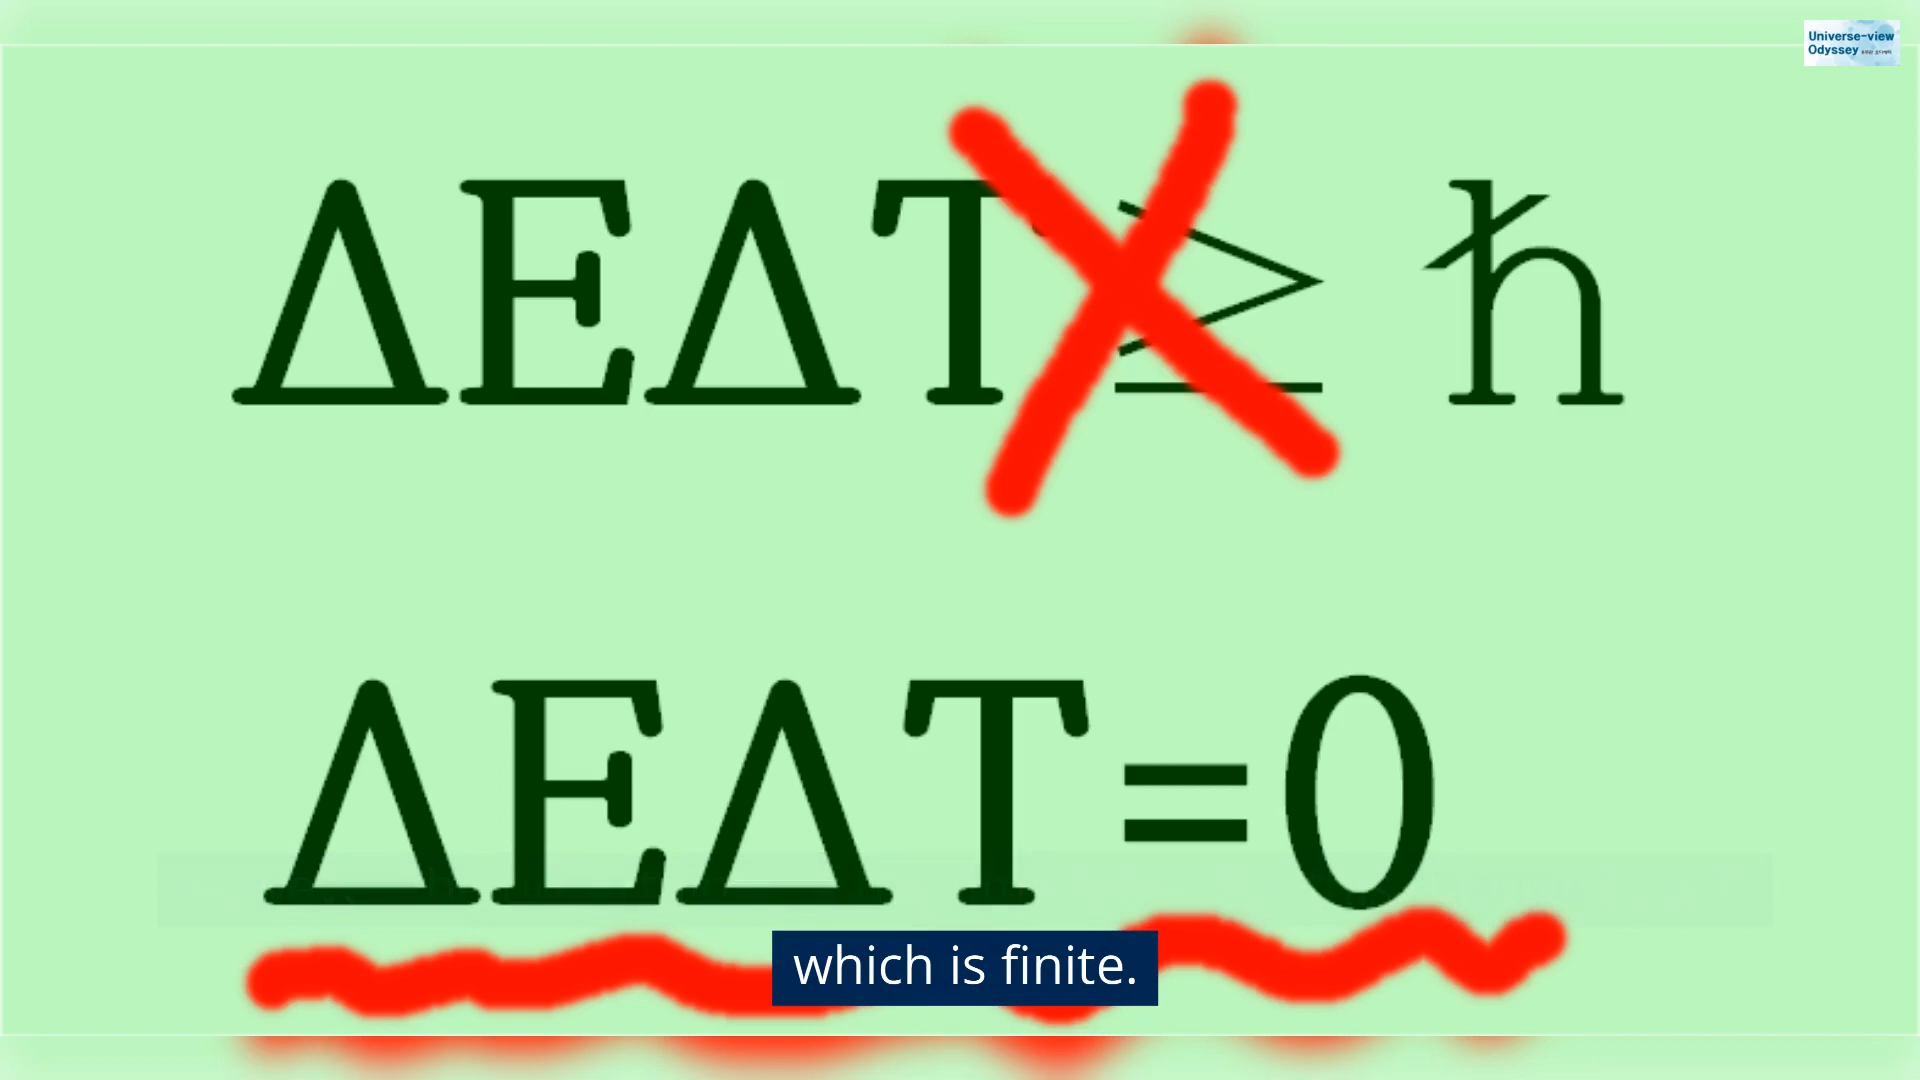 Universe-view
Odyssey
ΔEΔT ≥ ℏ
ΔEΔT=0
which is finite.